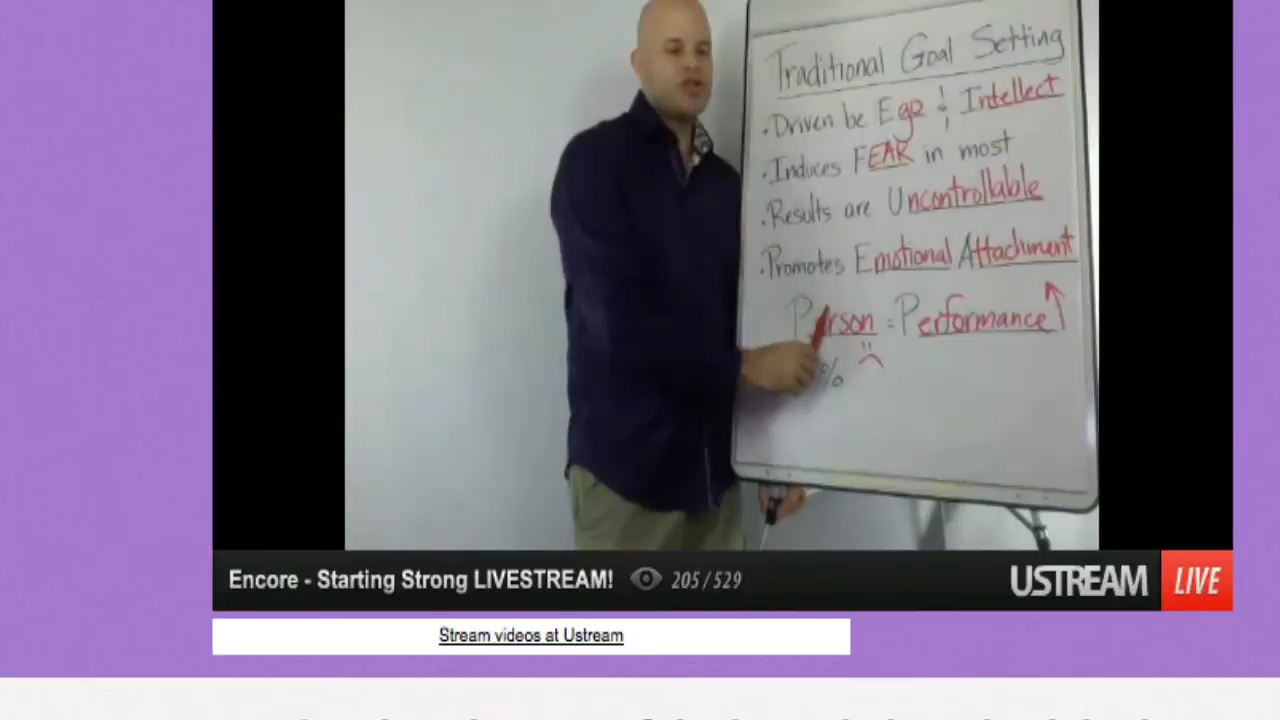 Traditional Goal Setting
• Driven be Ego & Intellect
• Induces FEAR in most
• Results are Uncontrollable
• Promotes Emotional Attachment
Person = Performance
%
Encore - Starting Strong LIVESTREAM! 205 / 529 USTREAM LIVE
Stream videos at Ustream